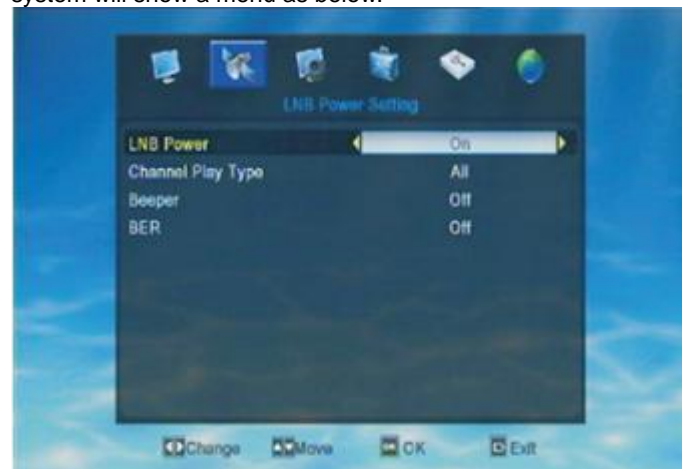 system will show a menu as below:
LNB Power Setting
LNB Power On
Channel Play Type All
Beeper Off
BER Off
Change Move OK Exit